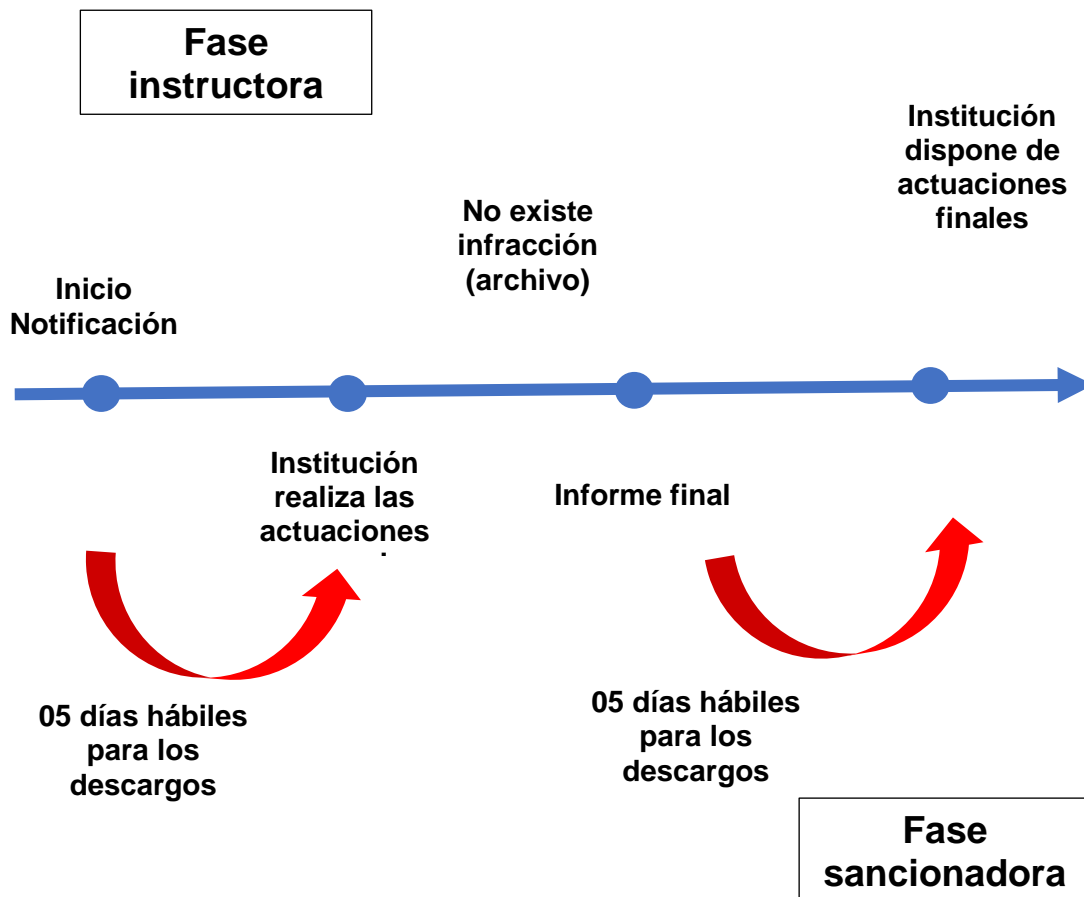 Fase
instructora
Institución
dispone de
actuaciones
finales
No existe
infracción
(archivo)
Inicio
Notificación
Institución
realiza las
actuaciones
Informe final
05 días hábiles
para los
descargos
05 días hábiles
para los
descargos
Fase
sancionadora